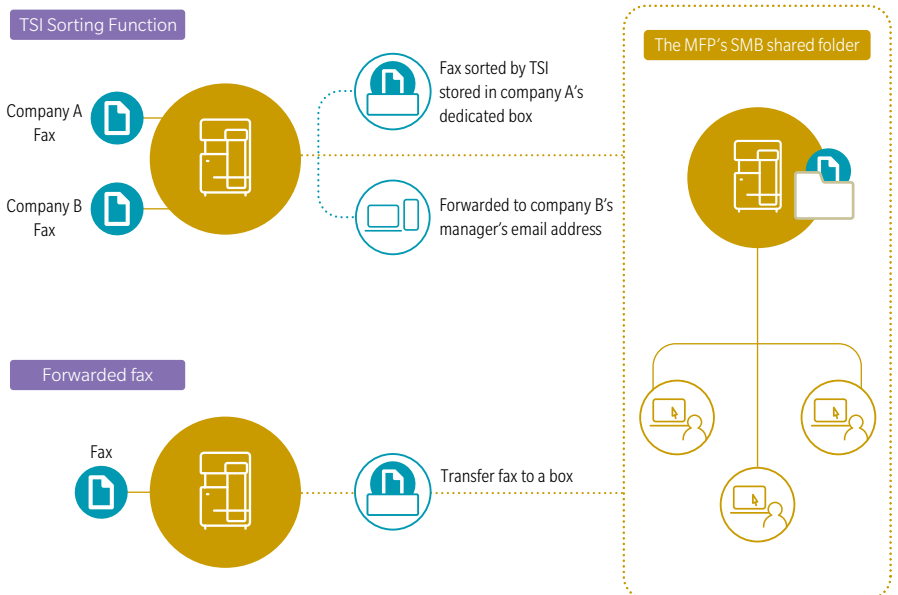 TSI Sorting Function
Company A
Fax
Company B
Fax
Fax sorted by TSI
stored in company A's
dedicated box
Forwarded to company B's
manager's email address
The MFP's SMB shared folder
Forwarded fax
Fax
Transfer fax to a box